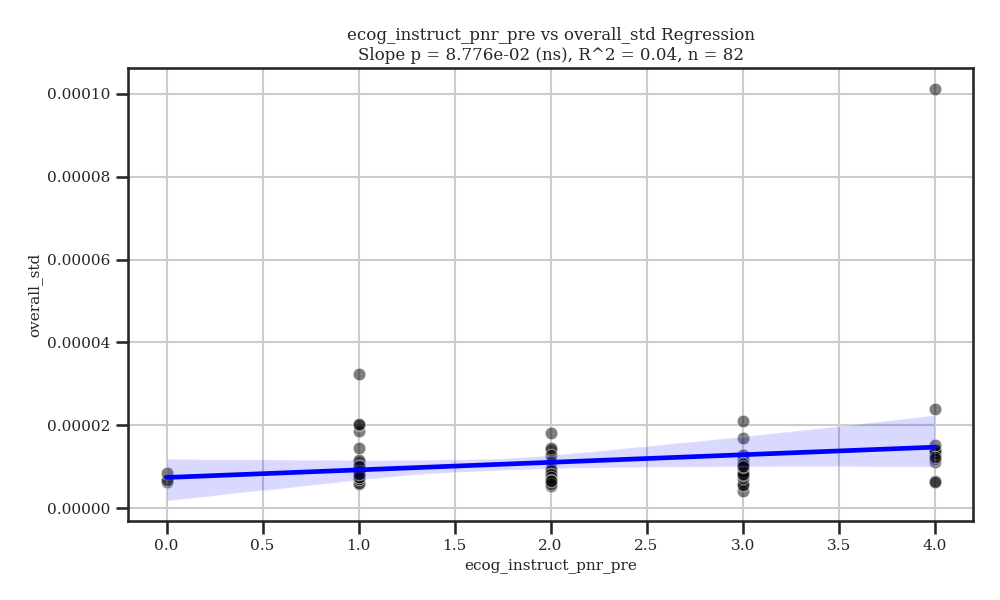 ecog_instruct_pnr_pre vs overall_std Regression
Slope p = 8.776e-02 (ns), R^2 = 0.04, n = 82
overall_std
0.00010
0.00008
0.00006
0.00004
0.00002
0.00000
0.0 0.5 1.0 1.5 2.0 2.5 3.0 3.5 4.0
ecog_instruct_pnr_pre